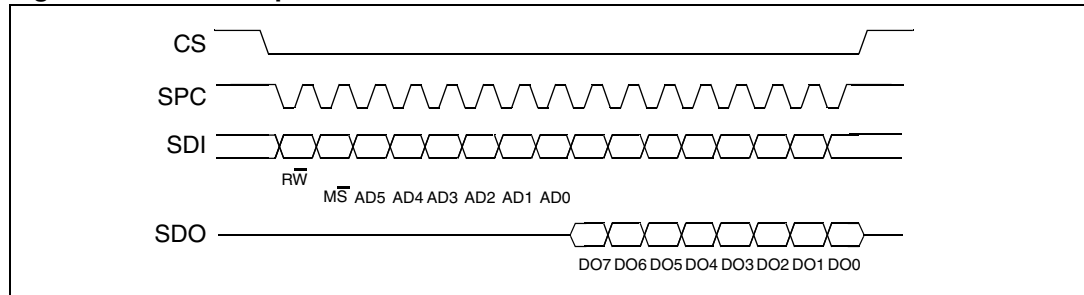 CS
SPC
SDI
RW̅
MS̅ AD5 AD4 AD3 AD2 AD1 AD0
SDO
DO7 DO6 DO5 DO4 DO3 DO2 DO1 DO0